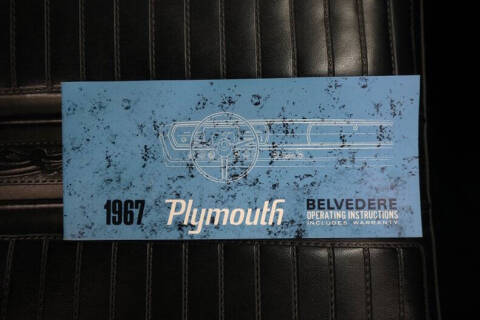 1967 Plymouth BELVEDERE
OPERATING INSTRUCTIONS
INCLUDES WARRANTY